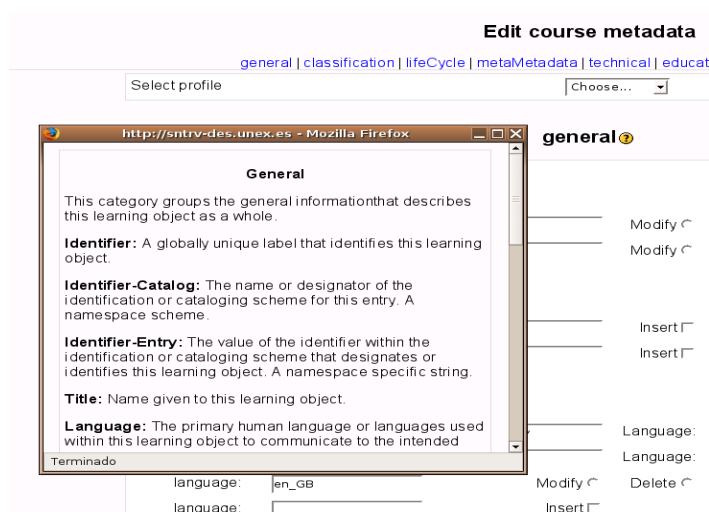 Edit course metadata
general | classification | lifeCycle | metaMetadata | technical | educat
Select profile
Choose...
http://sntrv-des.unex.es - Mozilla Firefox
general
General
This category groups the general informationthat describes
this learning object as a whole.
Identifier: A globally unique label that identifies this learning
object.
Identifier-Catalog: The name or designator of the
identification or cataloging scheme for this entry. A
namespace scheme.
Identifier-Entry: The value of the identifier within the
identification or cataloging scheme that designates or
identifies this learning object. A namespace specific string.
Title: Name given to this learning object.
Language: The primary human language or languages used
within this learning object to communicate to the intended
Terminado
Modify
Modify
Insert
Insert
Language:
Language:
language: en_GB Modify Delete
language: Insert